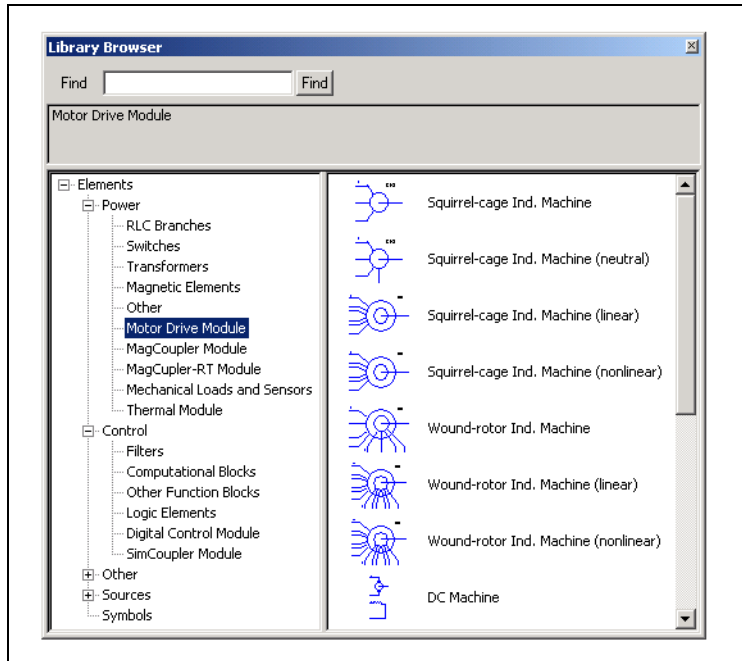 Library Browser
Find
Find
Motor Drive Module
Elements
Power
RLC Branches
Switches
Transformers
Magnetic Elements
Other
Motor Drive Module
MagCoupler Module
MagCupler-RT Module
Mechanical Loads and Sensors
Thermal Module
Control
Filters
Computational Blocks
Other Function Blocks
Logic Elements
Digital Control Module
SimCoupler Module
Other
Sources
Symbols
Squirrel-cage Ind. Machine
Squirrel-cage Ind. Machine (neutral)
Squirrel-cage Ind. Machine (linear)
Squirrel-cage Ind. Machine (nonlinear)
Wound-rotor Ind. Machine
Wound-rotor Ind. Machine (linear)
Wound-rotor Ind. Machine (nonlinear)
DC Machine